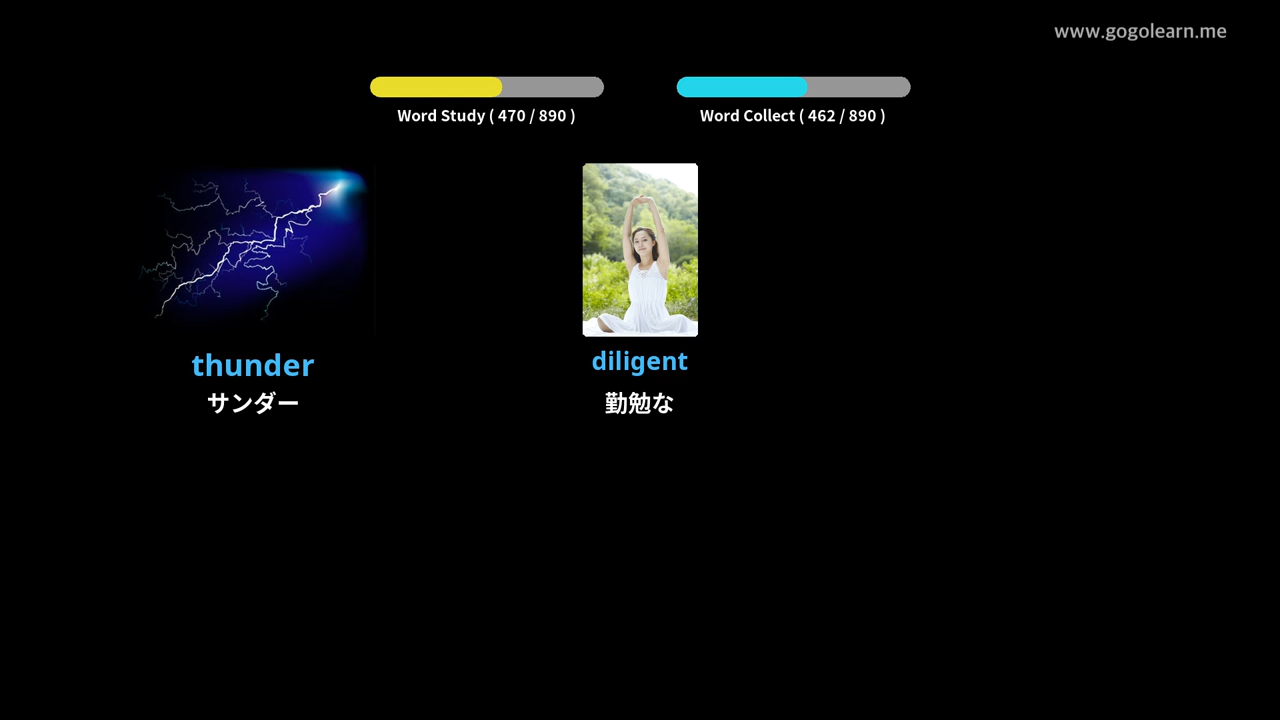 www.gogolearn.me
Word Study ( 470 / 890 )
Word Collect ( 462 / 890 )
thunder
サンダー
diligent
勤勉な